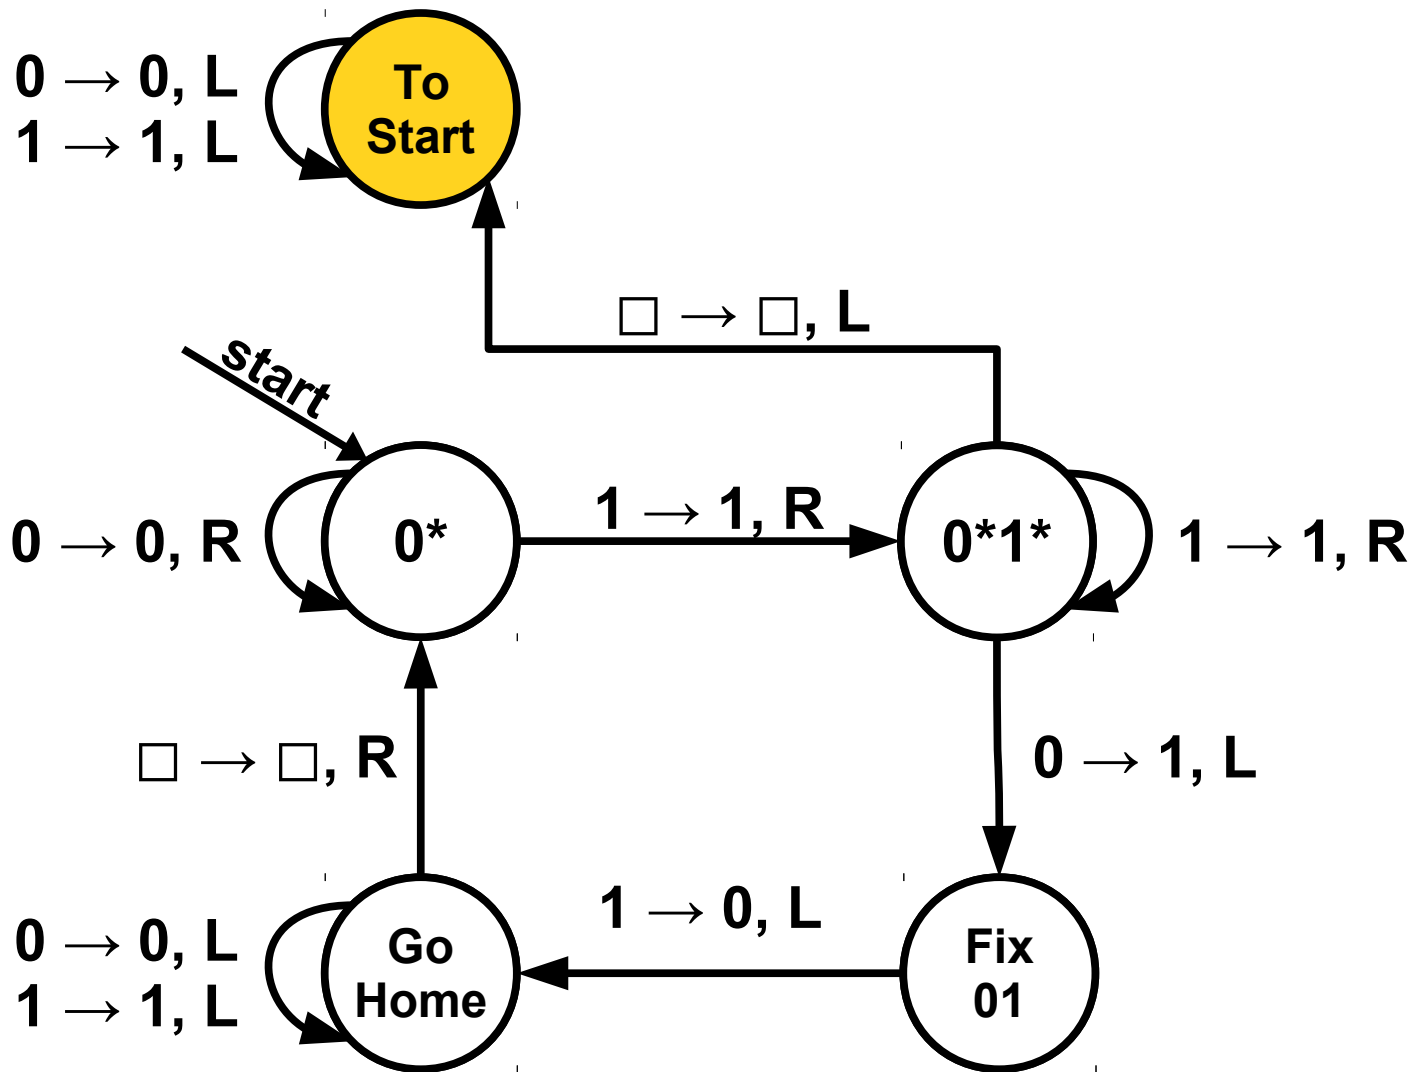 0 → 0, L
1 → 1, L
To
Start
□ → □, L
start
0 → 0, R
0*
1 → 1, R
0*1*
1 → 1, R
□ → □, R
0 → 1, L
0 → 0, L
1 → 1, L
Go
Home
1 → 0, L
Fix
01